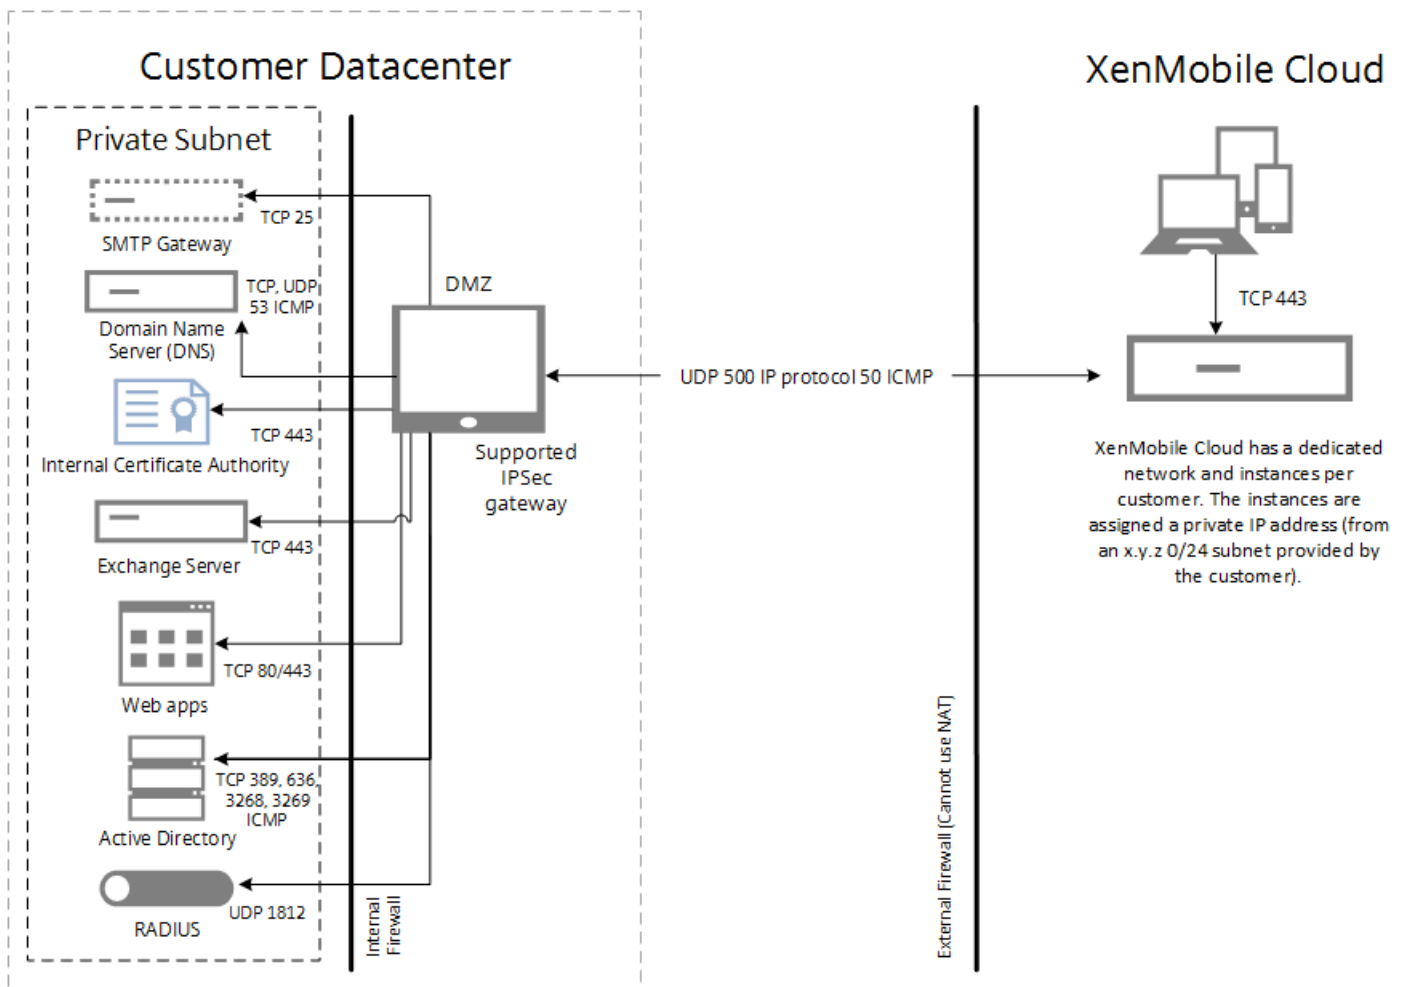 Customer Datacenter
XenMobile Cloud
Private Subnet
TCP 25
SMTP Gateway
TCP, UDP
53 ICMP
Domain Name
Server (DNS)
TCP 443
Internal Certificate Authority
TCP 443
Exchange Server
TCP 80/443
Web apps
TCP 389, 636,
3268, 3269
ICMP
Active Directory
UDP 1812
RADIUS
Internal
Firewall
DMZ
Supported
IPSec
gateway
UDP 500 IP protocol 50 ICMP
External Firewall (Cannot use NAT)
TCP 443
XenMobile Cloud has a dedicated
network and instances per
customer. The instances are
assigned a private IP address (from
an x.y.z 0/24 subnet provided by
the customer).